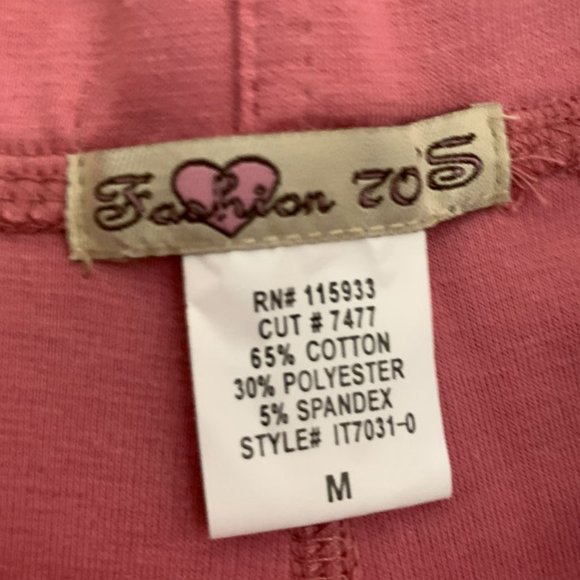 Fashion 70'S
RN# 115933
CUT # 7477
65% COTTON
30% POLYESTER
5% SPANDEX
STYLE# IT7031-0
M